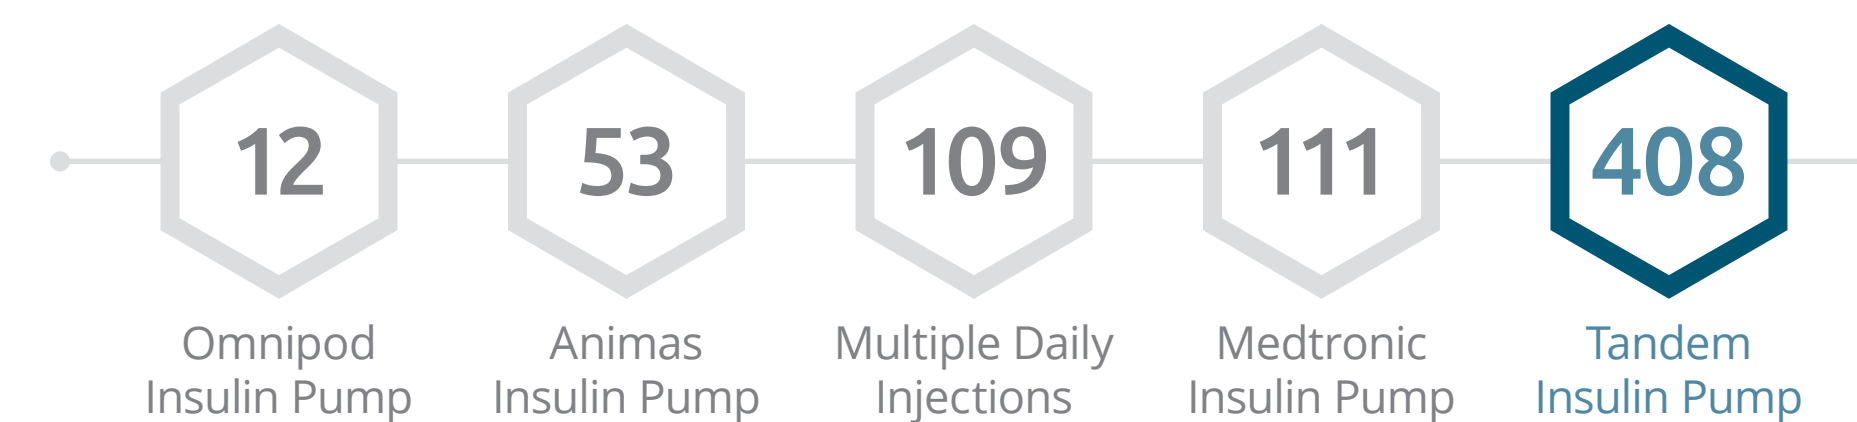 12
53
109
111
408
Omnipod
Insulin Pump
Animas
Insulin Pump
Multiple Daily
Injections
Medtronic
Insulin Pump
Tandem
Insulin Pump